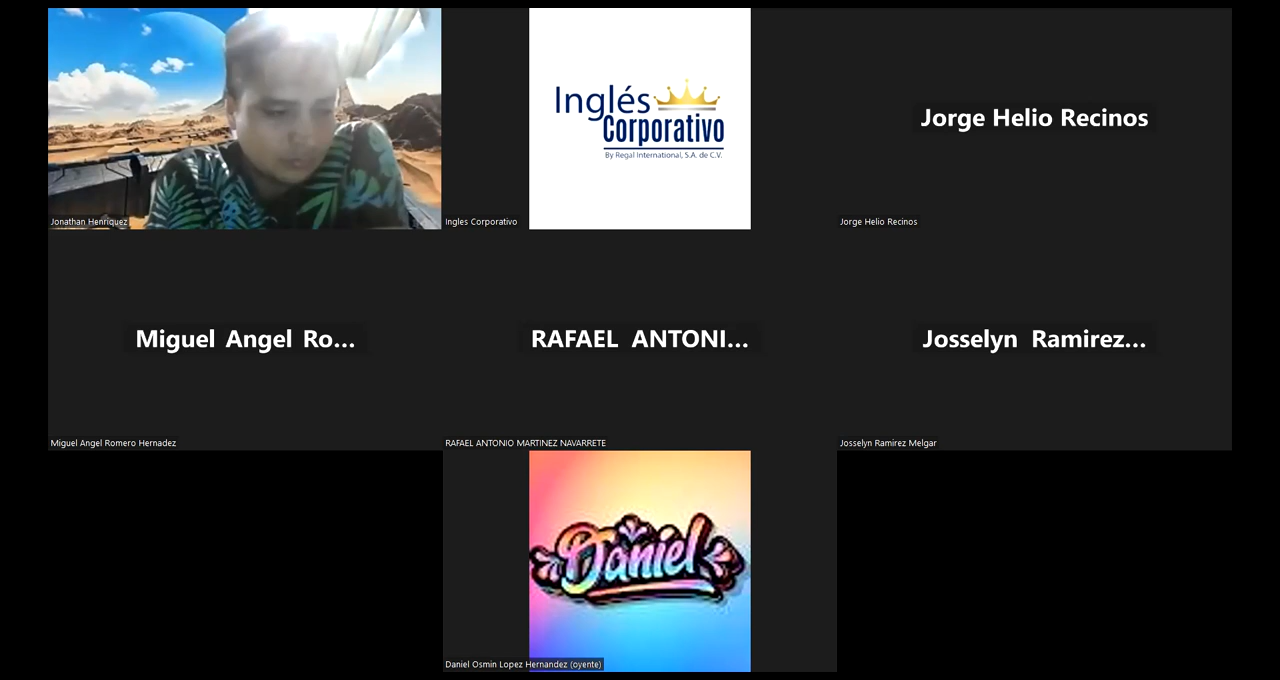 Jonathan Henriquez
Inglés
Corporativo
By Regal International, S.A. de C.V.
Ingles Corporativo
Jorge Helio Recinos
Jorge Helio Recinos
Miguel Angel Ro...
Miguel Angel Romero Hernadez
RAFAEL ANTONI...
RAFAEL ANTONIO MARTINEZ NAVARRETE
Josselyn Ramirez...
Josselyn Ramirez Melgar
Daniel
Daniel Osmin Lopez Hernandez (oyente)